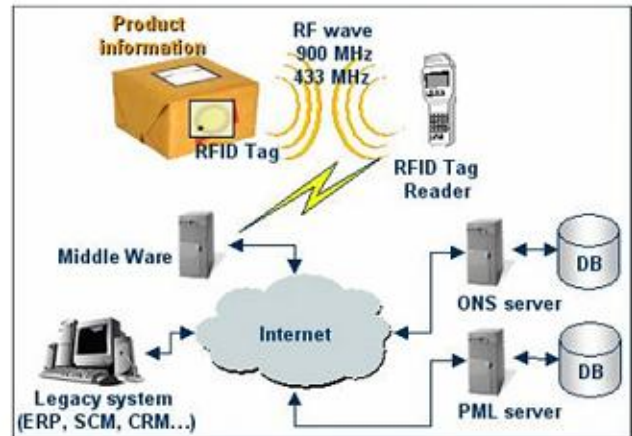 Product
information
RF wave
900 MHz
433 MHz
RFID Tag
RFID Tag
Reader
Middle Ware
ONS server
DB
Internet
Legacy system
(ERP, SCM, CRM...)
PML server
DB